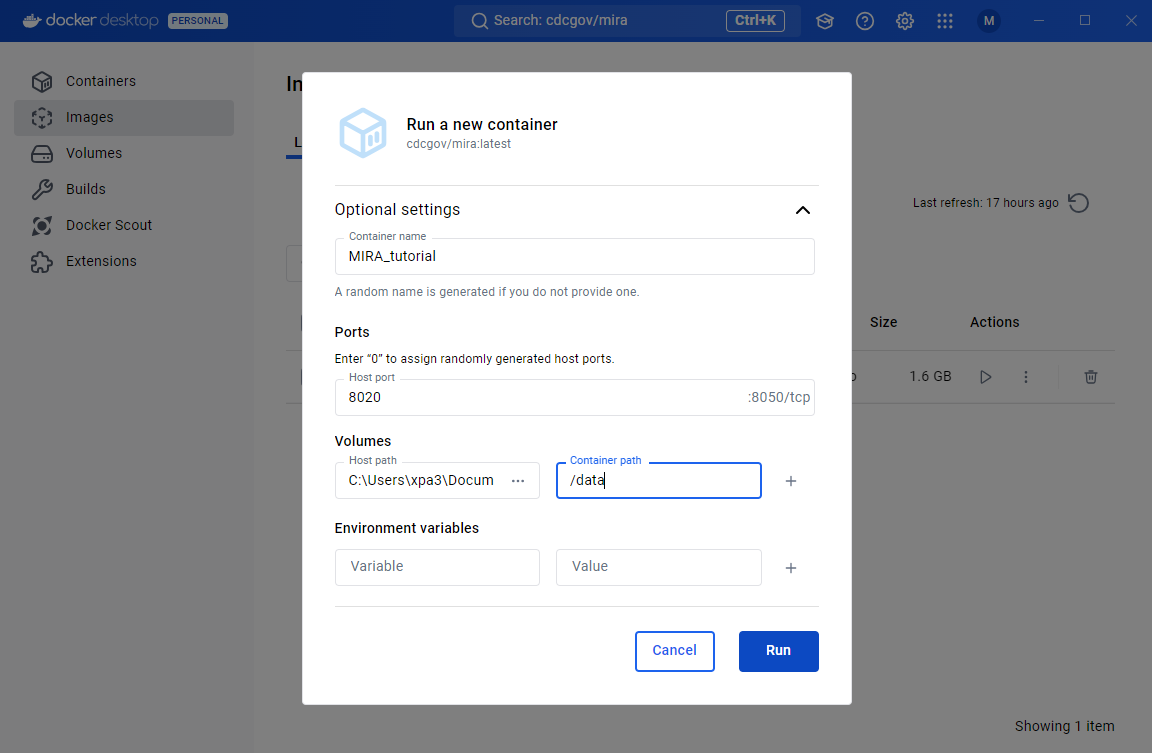 docker desktop PERSONAL
Search: cdcgov/mira
Ctrl+K
M
Containers
Images
Volumes
Builds
Docker Scout
Extensions
Last refresh: 17 hours ago
Size
Actions
1.6 GB
Run a new container
cdcgov/mira:latest
Optional settings
Container name
MIRA_tutorial
A random name is generated if you do not provide one.
Ports
Enter “0” to assign randomly generated host ports.
Host port
8020 :8050/tcp
Volumes
Host path
C:\Users\xpa3\Docum ···
Container path
/data
+
Environment variables
Variable
Value
+
Cancel
Run
Showing 1 item